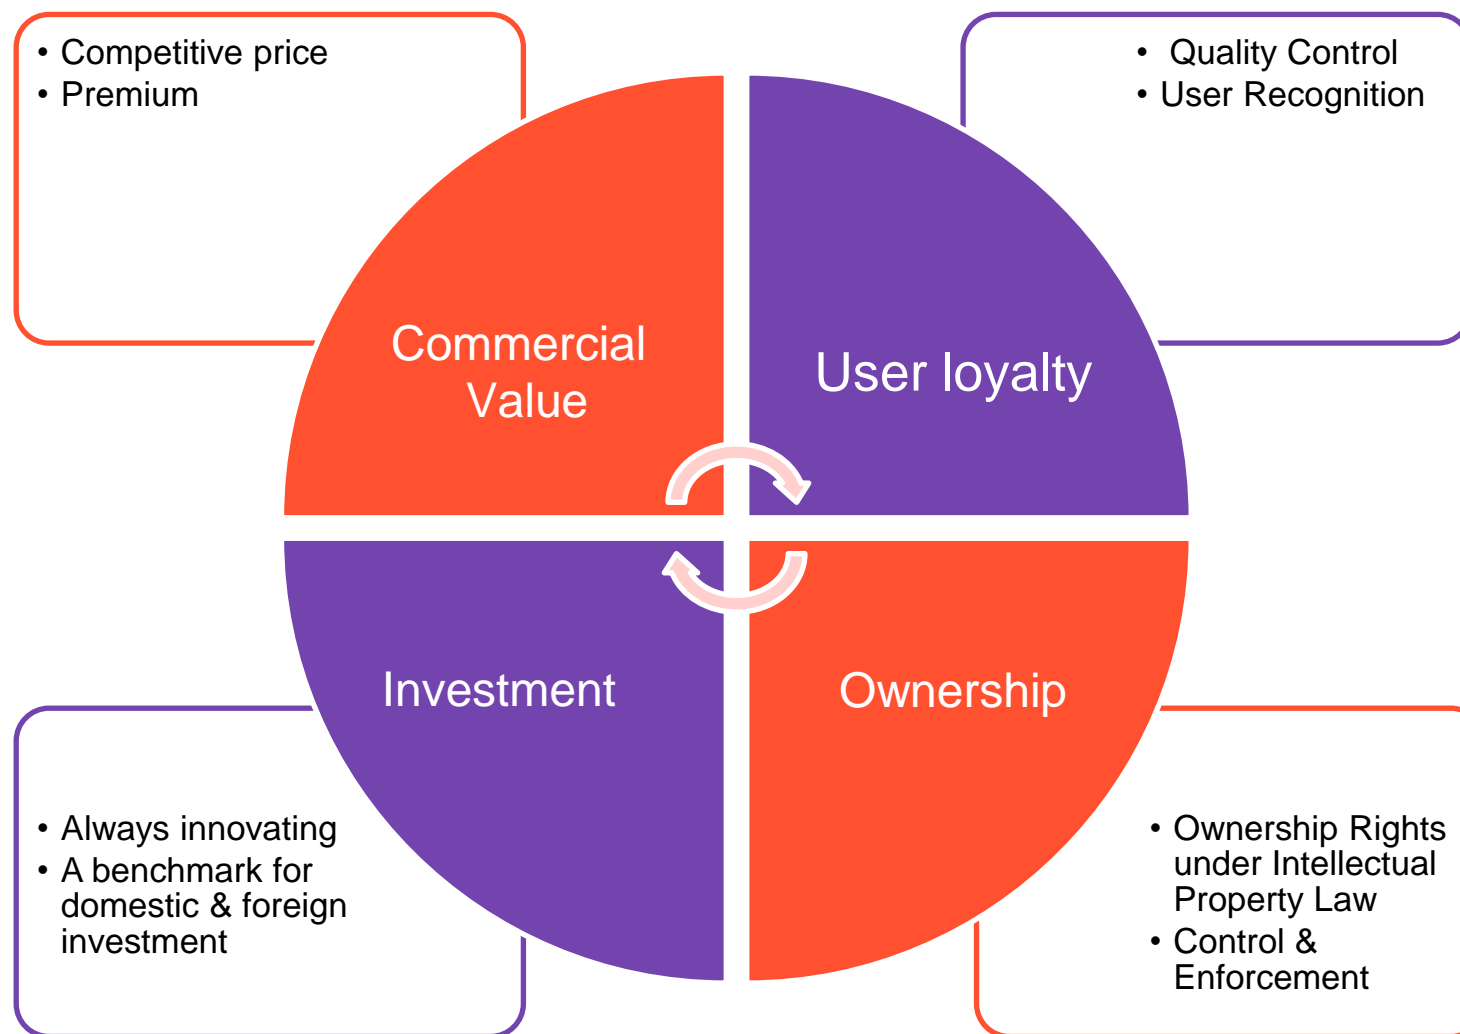 • Competitive price
• Premium
• Quality Control
• User Recognition
Commercial
Value
User loyalty
Investment
Ownership
• Always innovating
• A benchmark for
domestic & foreign
investment
• Ownership Rights
under Intellectual
Property Law
• Control &
Enforcement